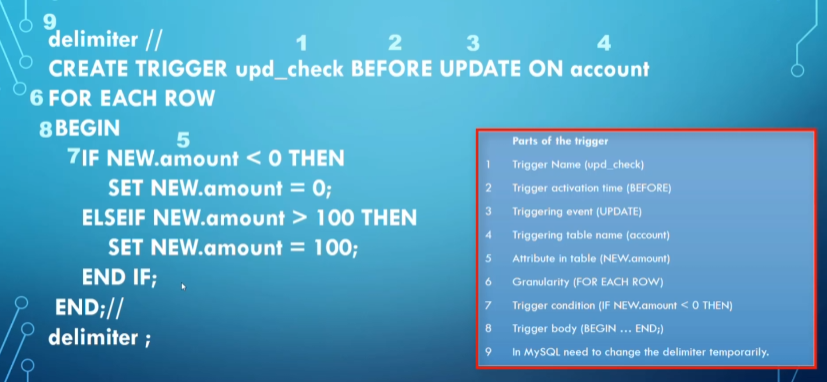 9
delimiter //
1 2 3 4
CREATE TRIGGER upd_check BEFORE UPDATE ON account
6 FOR EACH ROW
8 BEGIN
5
7 IF NEW.amount < 0 THEN
SET NEW.amount = 0;
ELSEIF NEW.amount > 100 THEN
SET NEW.amount = 100;
END IF;
END;//
delimiter ;
Parts of the trigger
1 Trigger Name (upd_check)
2 Trigger activation time (BEFORE)
3 Triggering event (UPDATE)
4 Triggering table name (account)
5 Attribute in table (NEW.amount)
6 Granularity (FOR EACH ROW)
7 Trigger condition (IF NEW.amount < 0 THEN)
8 Trigger body (BEGIN ... END;)
9 In MySQL need to change the delimiter temporarily.